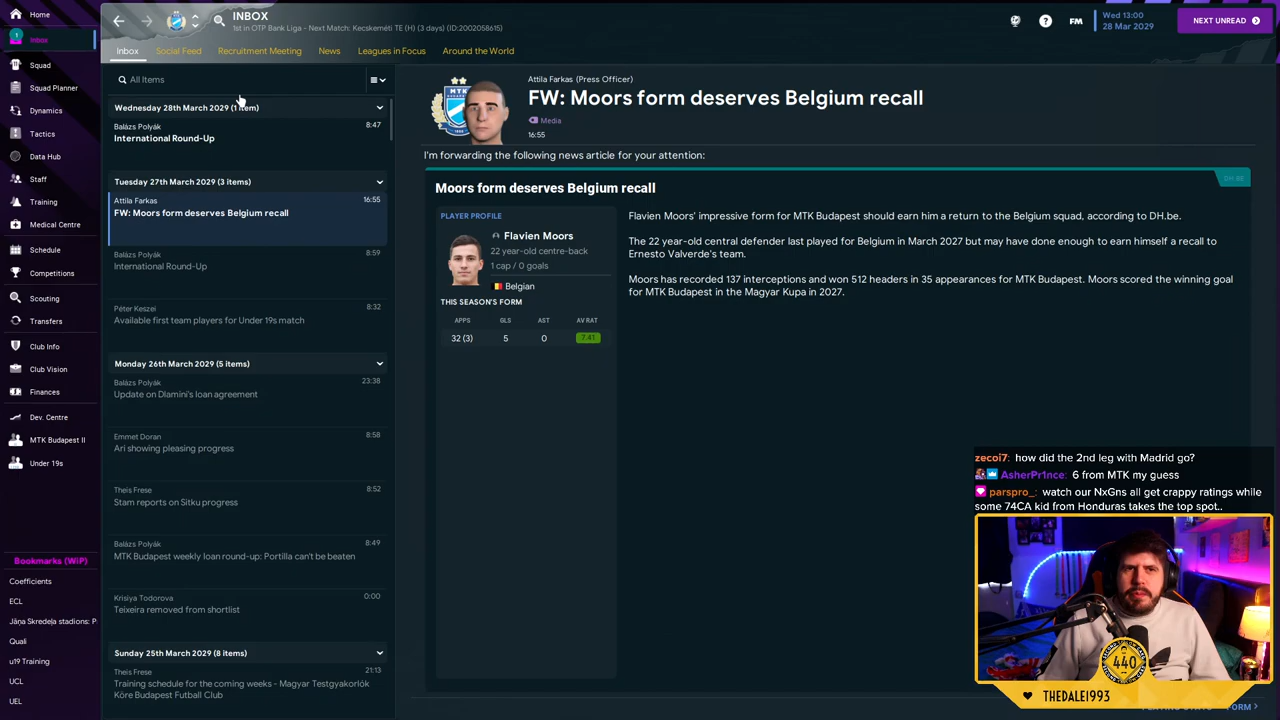 Home
INBOX
1st in OTP Bank Liga - Next Match: Kecskeméti TE (H) (3 days) (ID:2002058615)
FM
Wed 13:00
28 Mar 2029
NEXT UNREAD
1
Inbox
Squad
Squad Planner
Dynamics
Tactics
Data Hub
Staff
Training
Medical Centre
Schedule
Competitions
Scouting
Transfers
Club Info
Club Vision
Finances
Dev. Centre
MTK Budapest II
Under 19s
Bookmarks (WiP)
Coefficients
ECL
Quali
u19 Training
UCL
UEL
Inbox
Social Feed
Recruitment Meeting
News
Leagues in Focus
Around the World
All Items
Wednesday 28th March 2029 (1 item)
Balázs Polyák
8:47
International Round-Up
Tuesday 27th March 2029 (3 items)
Attila Farkas
16:55
FW: Moors form deserves Belgium recall
Balázs Polyák
8:59
International Round-Up
Péter Keszei
8:32
Available first team players for Under 19s match
Monday 26th March 2029 (5 items)
Balázs Polyák
23:38
Update on Dlamini's loan agreement
Emmet Doran
8:58
Ari showing pleasing progress
Theis Frese
8:52
Stam reports on Sitku progress
Balázs Polyák
8:49
MTK Budapest weekly loan round-up: Portilla can't be beaten
Krisiya Todorova
0:00
Teixeira removed from shortlist
Sunday 25th March 2029 (8 items)
Theis Frese
21:13
Training schedule for the coming weeks - Magyar Testgyakorlók
Köre Budapest Futball Club
Attila Farkas (Press Officer)
FW: Moors form deserves Belgium recall
Media
16:55
MTK
I'm forwarding the following news article for your attention:
Moors form deserves Belgium recall
DH.BE
PLAYER PROFILE
Flavien Moors
22 year-old centre-back
1 cap / 0 goals
Belgian
THIS SEASON'S FORM
APPS GLS AST AV RAT
32 (3) 5 0 7.41
Flavien Moors' impressive form for MTK Budapest should earn him a return to the Belgium squad, according to DH.be.
The 22 year-old central defender last played for Belgium in March 2027 but may have done enough to earn himself a recall to
Ernesto Valverde's team.
Moors has recorded 137 interceptions and won 512 headers in 35 appearances for MTK Budapest. Moors scored the winning goal
for MTK Budapest in the Magyar Kupa in 2027.
zecoi7: how did the 2nd leg with Madrid go?
AsherPr1nce: 6 from MTK my guess
parspro_: watch our NxGns all get crappy ratings while
some 74CA kid from Honduras takes the top spot..
440
THEDALE1993
FORM